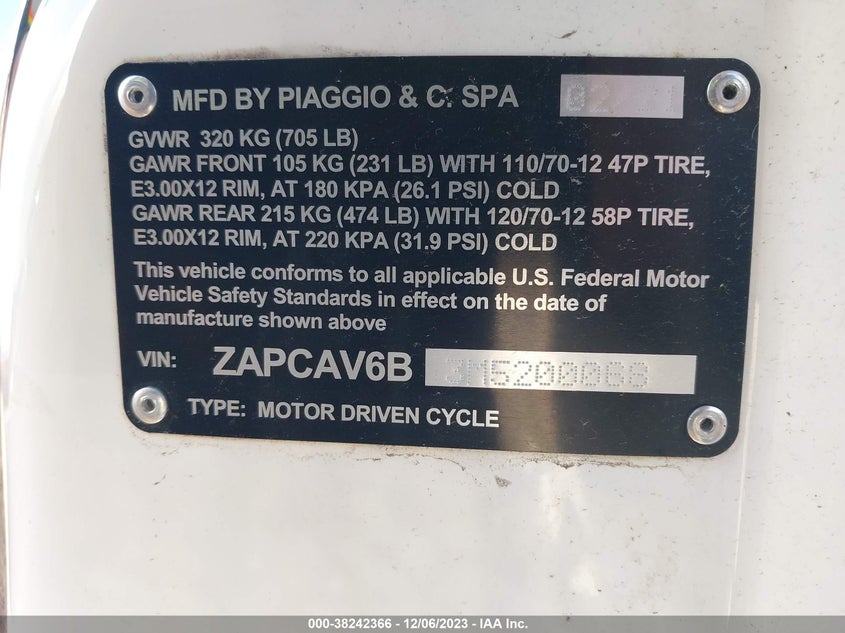 MFD BY PIAGGIO & C. SPA
GVWR 320 KG (705 LB)
GAWR FRONT 105 KG (231 LB) WITH 110/70-12 47P TIRE,
E3.00X12 RIM, AT 180 KPA (26.1 PSI) COLD
GAWR REAR 215 KG (474 LB) WITH 120/70-12 58P TIRE,
E3.00X12 RIM, AT 220 KPA (31.9 PSI) COLD
This vehicle conforms to all applicable U.S. Federal Motor
Vehicle Safety Standards in effect on the date of
manufacture shown above
VIN: ZAPCAV6B
TYPE: MOTOR DRIVEN CYCLE
000-38242366 - 12/06/2023 - © IAA Inc.